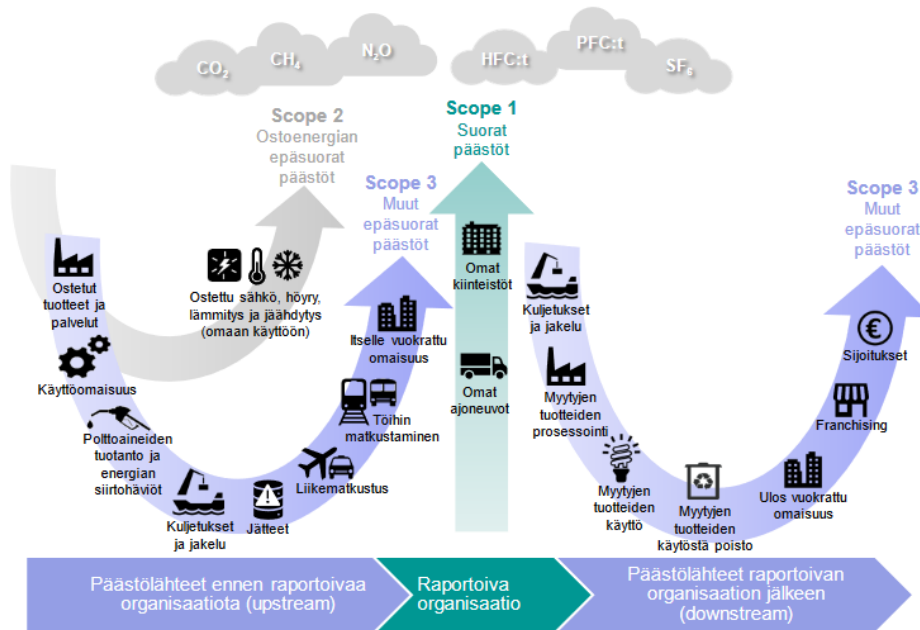 CO₂
CH₄
N₂O
HFC:t
PFC:t
SF₆
Scope 2
Ostoenergian
epäsuorat
päästöt
Scope 1
Suorat
päästöt
Scope 3
Muut
epäsuorat
päästöt
Scope 3
Muut
epäsuorat
päästöt
Ostetut
tuotteet ja
palvelut
Käyttöomaisuus
Polttoaineiden
tuotanto ja
energian
siirtohäviöt
Kuljetukset
ja jakelu
Jätteet
Liikematkustus
Töihin
matkustaminen
Itselle vuokrattu
omaisuus
Ostettu sähkö, höyry,
lämmitys ja jäähdytys
(omaan käyttöön)
Omat
kiinteistöt
Omat
ajoneuvot
Kuljetukset
ja jakelu
Myytyjen
tuotteiden
prosessointi
Myytyjen
tuotteiden
käyttö
Myytyjen
tuotteiden
käytöstä poisto
Ulos vuokrattu
omaisuus
Franchising
€
Sijoitukset
Päästölähteet ennen raportoivaa
organisaatiota (upstream)
Raportoiva
organisaatio
Päästölähteet raportoivan
organisaation jälkeen
(downstream)